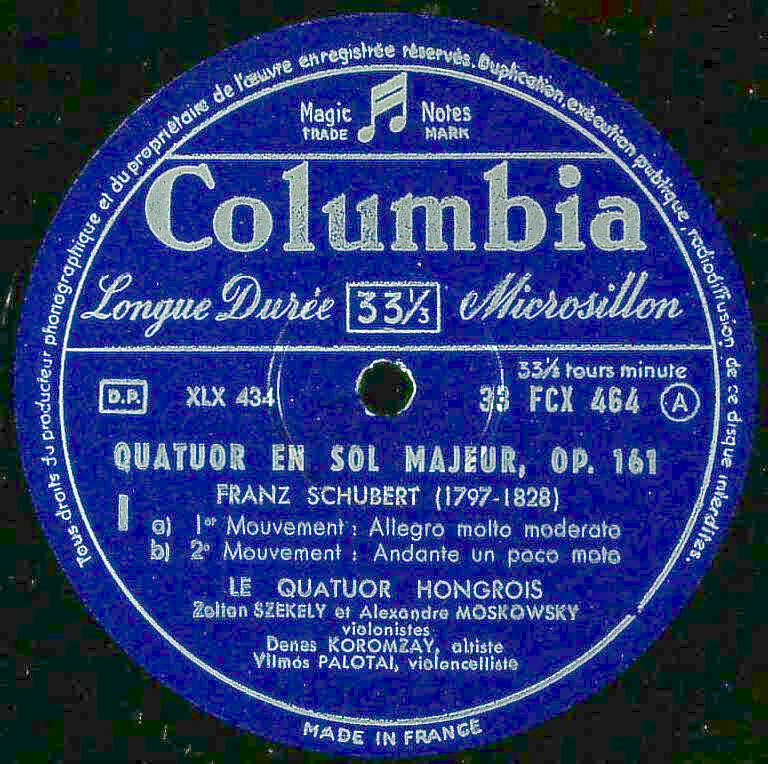 Tous droits du producteur phonographique et du propriétaire de l'œuvre enregistrée réservés. Duplication, exécution publique, radiodiffusion de ce disque interdites.
Magic Notes
TRADE MARK
Columbia
Longue Durée 33⅓ Microsillon
33⅓ tours minute
D.P. XLX 434 33 FCX 464 A
QUATUOR EN SOL MAJEUR, OP. 161
FRANZ SCHUBERT (1797-1828)
I a) 1er Mouvement : Allegro molto moderato
b) 2e Mouvement : Andante un poco moto
LE QUATUOR HONGROIS
Zoltan SZEKELY et Alexandre MOSKOWSKY
violonistes
Denes KOROMZAY, altiste
Vilmos PALOTAI, violoncelliste
MADE IN FRANCE